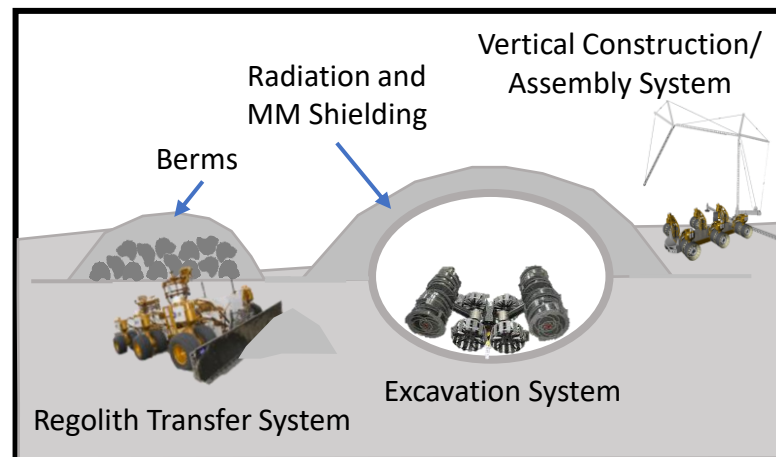 Vertical Construction/
Assembly System
Radiation and
MM Shielding
Berms
Excavation System
Regolith Transfer System